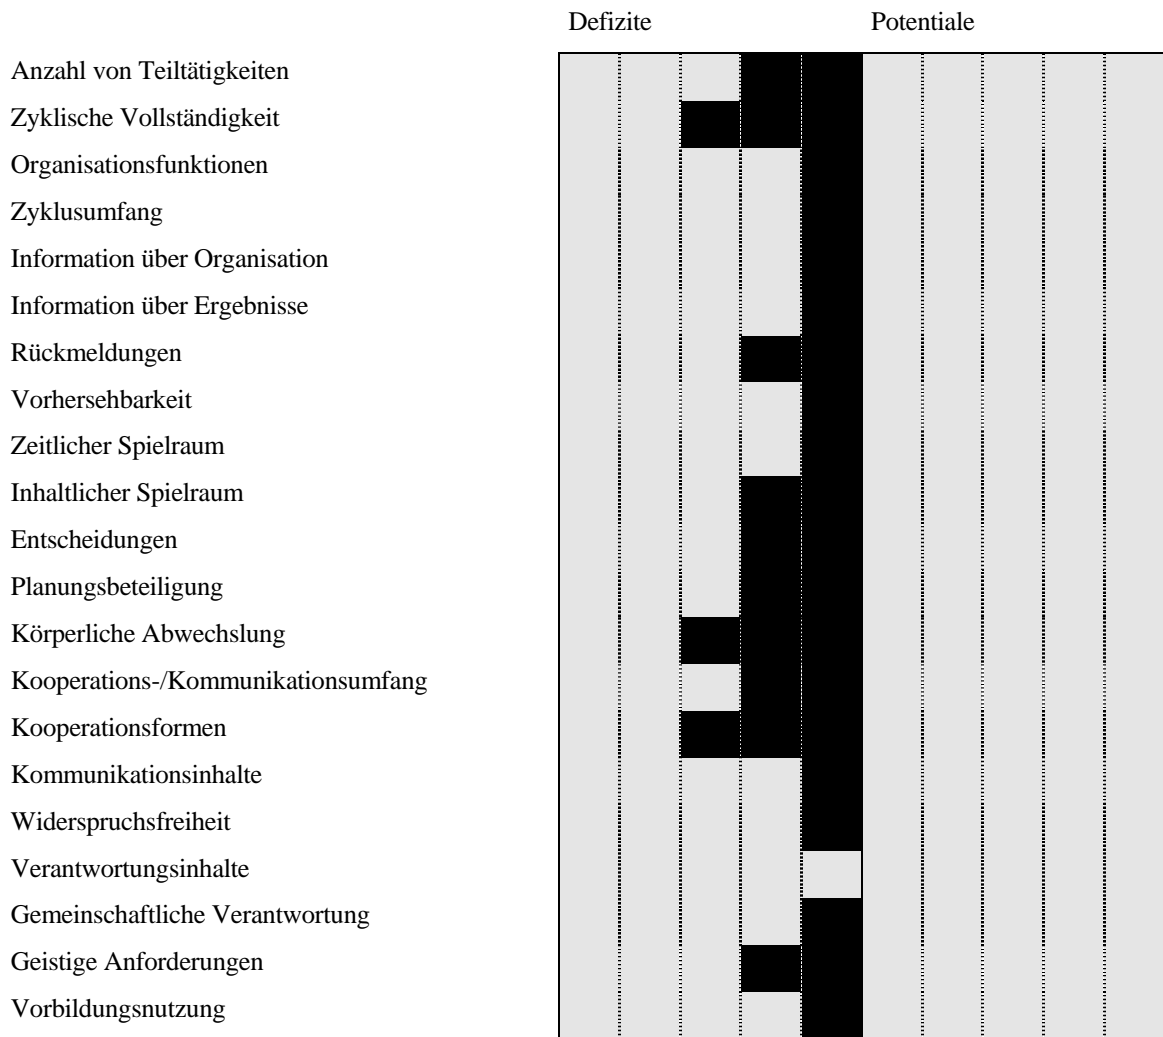 Defizite Potentiale
Anzahl von Teiltätigkeiten
Zyklische Vollständigkeit
Organisationsfunktionen
Zyklusumfang
Information über Organisation
Information über Ergebnisse
Rückmeldungen
Vorhersehbarkeit
Zeitlicher Spielraum
Inhaltlicher Spielraum
Entscheidungen
Planungsbeteiligung
Körperliche Abwechslung
Kooperations-/Kommunikationsumfang
Kooperationsformen
Kommunikationsinhalte
Widerspruchsfreiheit
Verantwortungsinhalte
Gemeinschaftliche Verantwortung
Geistige Anforderungen
Vorbildungsnutzung